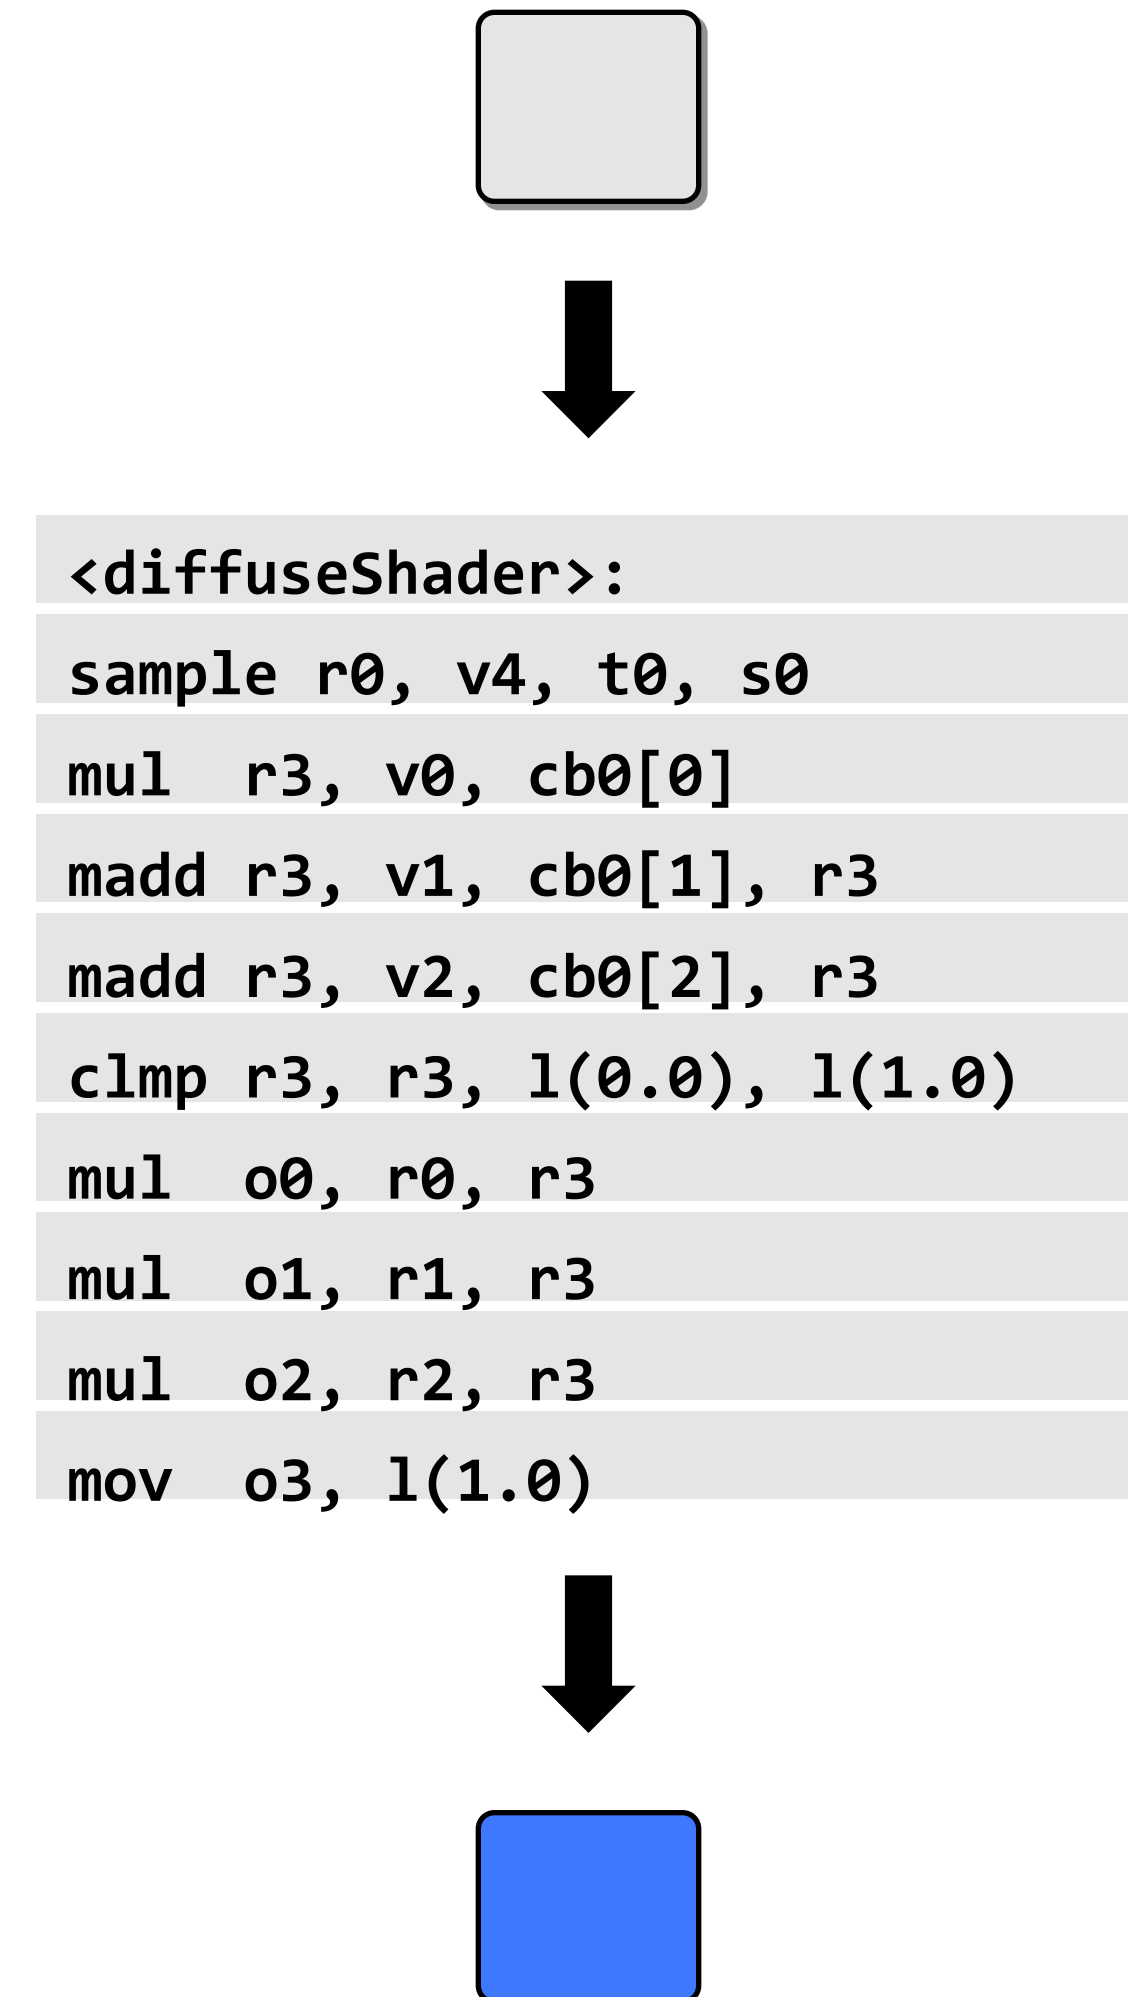 <diffuseShader>:
sample r0, v4, t0, s0
mul  r3, v0, cb0[0]
madd r3, v1, cb0[1], r3
madd r3, v2, cb0[2], r3
clmp r3, r3, l(0.0), l(1.0)
mul  o0, r0, r3
mul  o1, r1, r3
mul  o2, r2, r3
mov  o3, l(1.0)